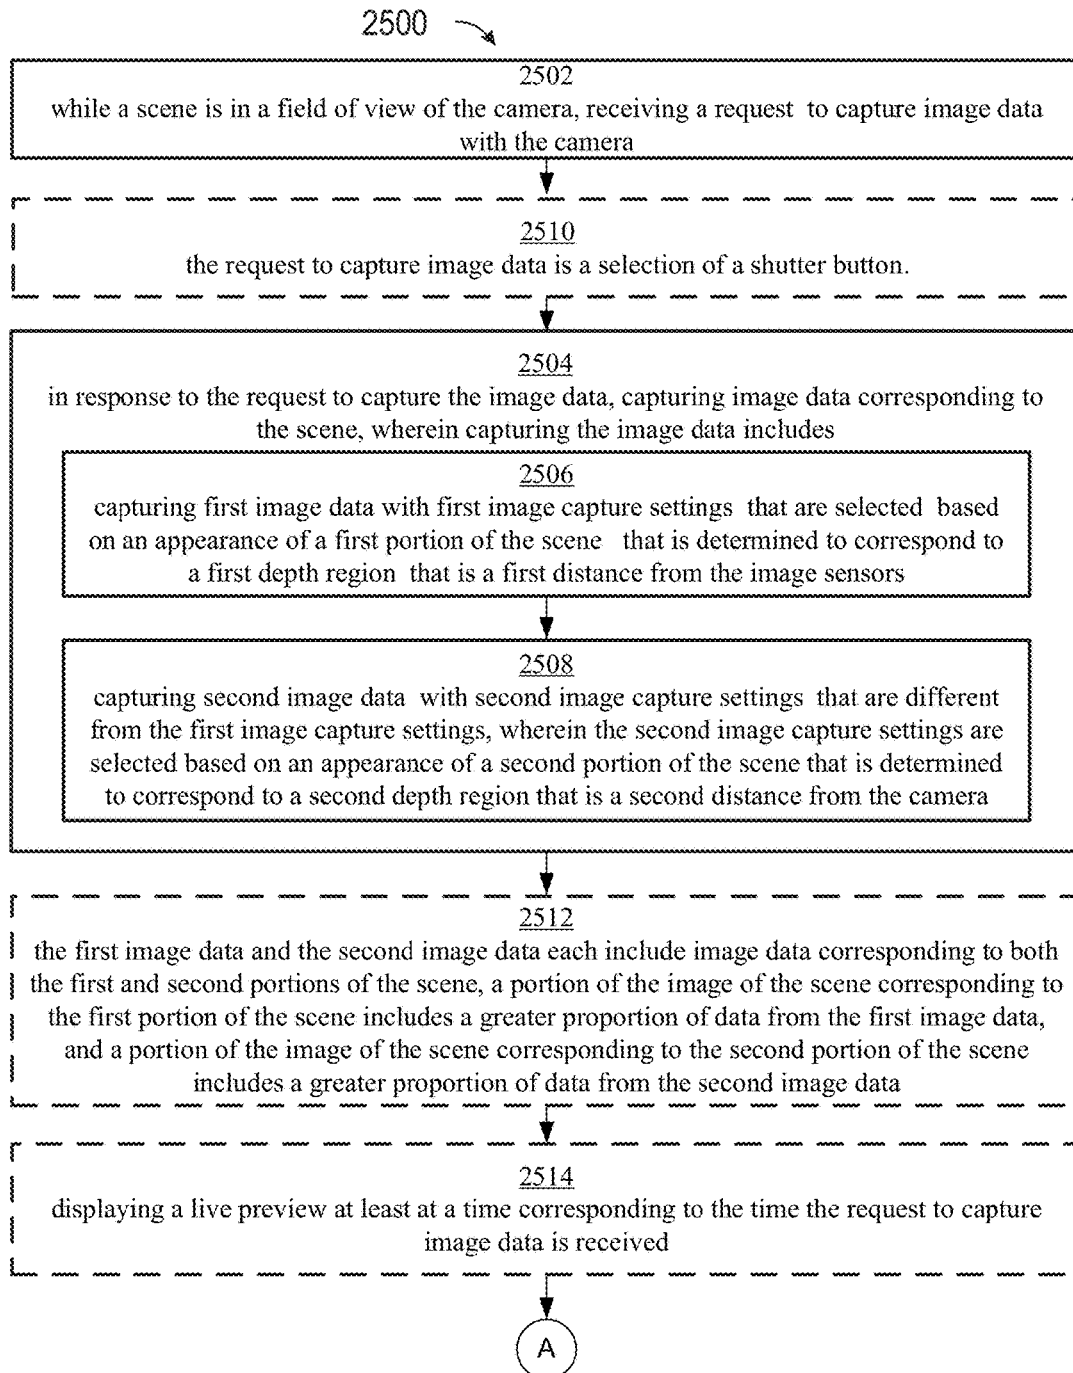 2500
2502
while a scene is in a field of view of the camera, receiving a request to capture image data
with the camera
2510
the request to capture image data is a selection of a shutter button.
2504
in response to the request to capture the image data, capturing image data corresponding to
the scene, wherein capturing the image data includes
2506
capturing first image data with first image capture settings that are selected based
on an appearance of a first portion of the scene that is determined to correspond to
a first depth region that is a first distance from the image sensors
2508
capturing second image data with second image capture settings that are different
from the first image capture settings, wherein the second image capture settings are
selected based on an appearance of a second portion of the scene that is determined
to correspond to a second depth region that is a second distance from the camera
2512
the first image data and the second image data each include image data corresponding to both
the first and second portions of the scene, a portion of the image of the scene corresponding to
the first portion of the scene includes a greater proportion of data from the first image data,
and a portion of the image of the scene corresponding to the second portion of the scene
includes a greater proportion of data from the second image data
2514
displaying a live preview at least at a time corresponding to the time the request to capture
image data is received
A